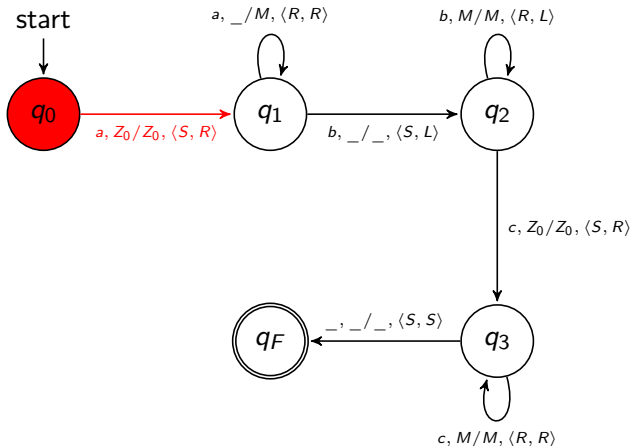 a, _/M, ⟨R, R⟩
b, M/M, ⟨R, L⟩
start
q0
q1
q2
a, Z0/Z0, ⟨S, R⟩
b, _/_, ⟨S, L⟩
c, Z0/Z0, ⟨S, R⟩
_, _/_, ⟨S, S⟩
qF
q3
c, M/M, ⟨R, R⟩